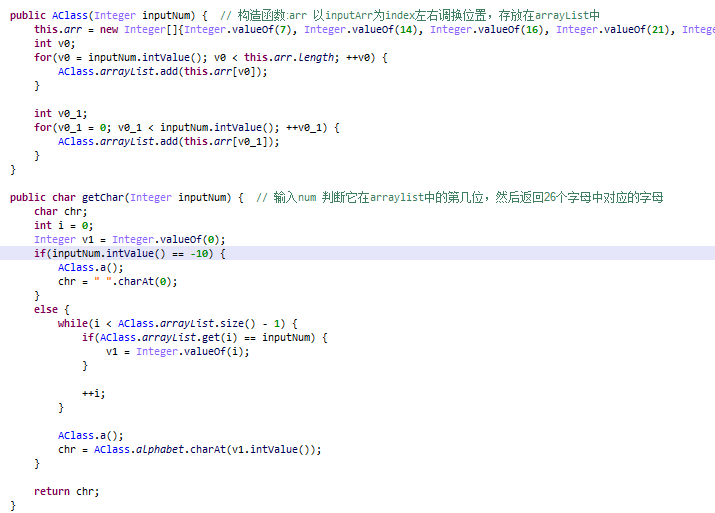 public AClass(Integer inputNum) {  // 构造函数:arr 以inputArr为index左右调换位置，存放在arrayList中
this.arr = new Integer[]{Integer.valueOf(7), Integer.valueOf(14), Integer.valueOf(16), Integer.valueOf(21), Intege
int v0;
for(v0 = inputNum.intValue(); v0 < this.arr.length; ++v0) {
AClass.arrayList.add(this.arr[v0]);
}
int v0_1;
for(v0_1 = 0; v0_1 < inputNum.intValue(); ++v0_1) {
AClass.arrayList.add(this.arr[v0_1]);
}
}
public char getChar(Integer inputNum) {  // 输入num 判断它在arraylist中的第几位，然后返回26个字母中对应的字母
char chr;
int i = 0;
Integer v1 = Integer.valueOf(0);
if(inputNum.intValue() == -10) {
AClass.a();
chr = " ".charAt(0);
}
else {
while(i < AClass.arrayList.size() - 1) {
if(AClass.arrayList.get(i) == inputNum) {
v1 = Integer.valueOf(i);
}
++i;
}
AClass.a();
chr = AClass.alphabet.charAt(v1.intValue());
}
return chr;
}